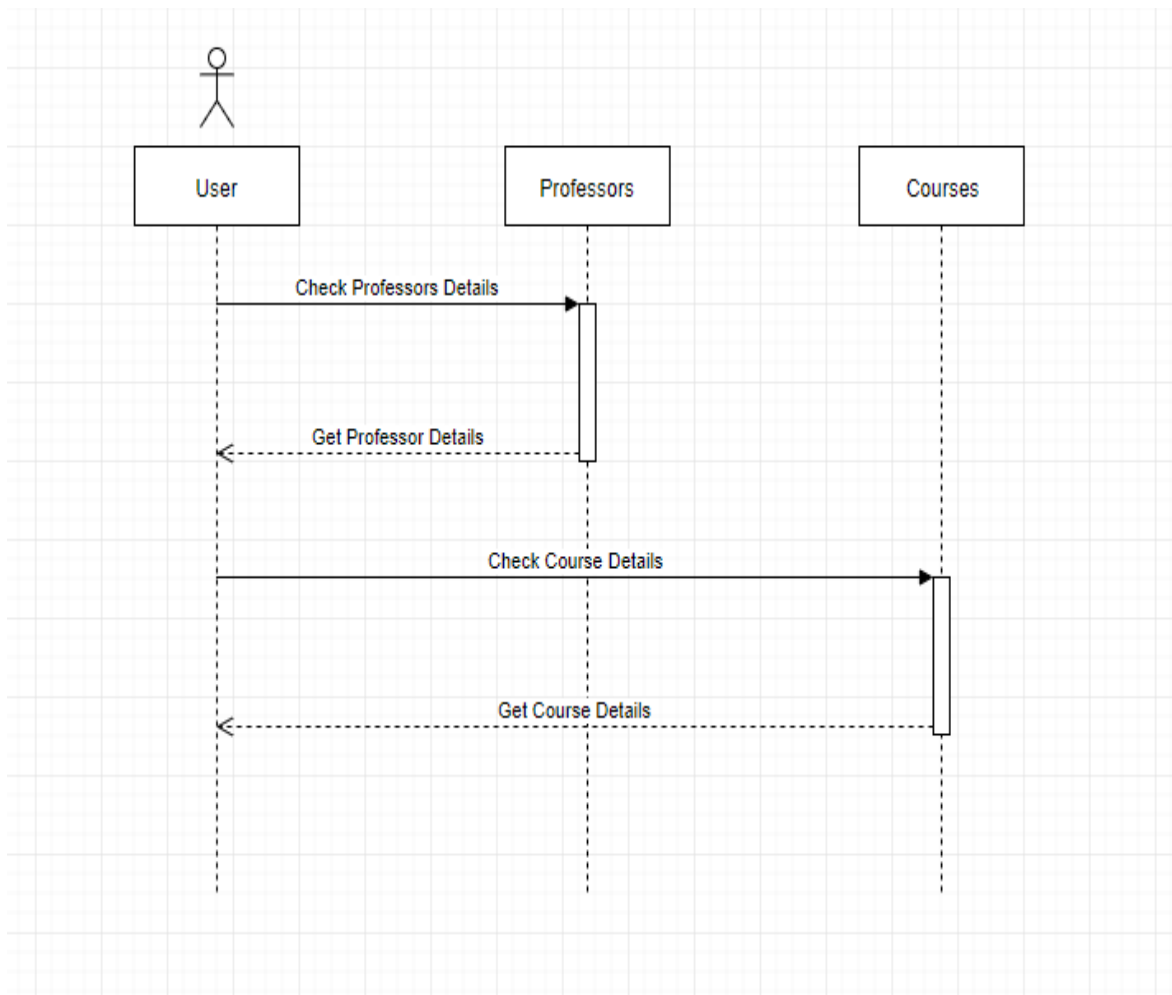 User
Professors
Courses
Check Professors Details
Get Professor Details
Check Course Details
Get Course Details